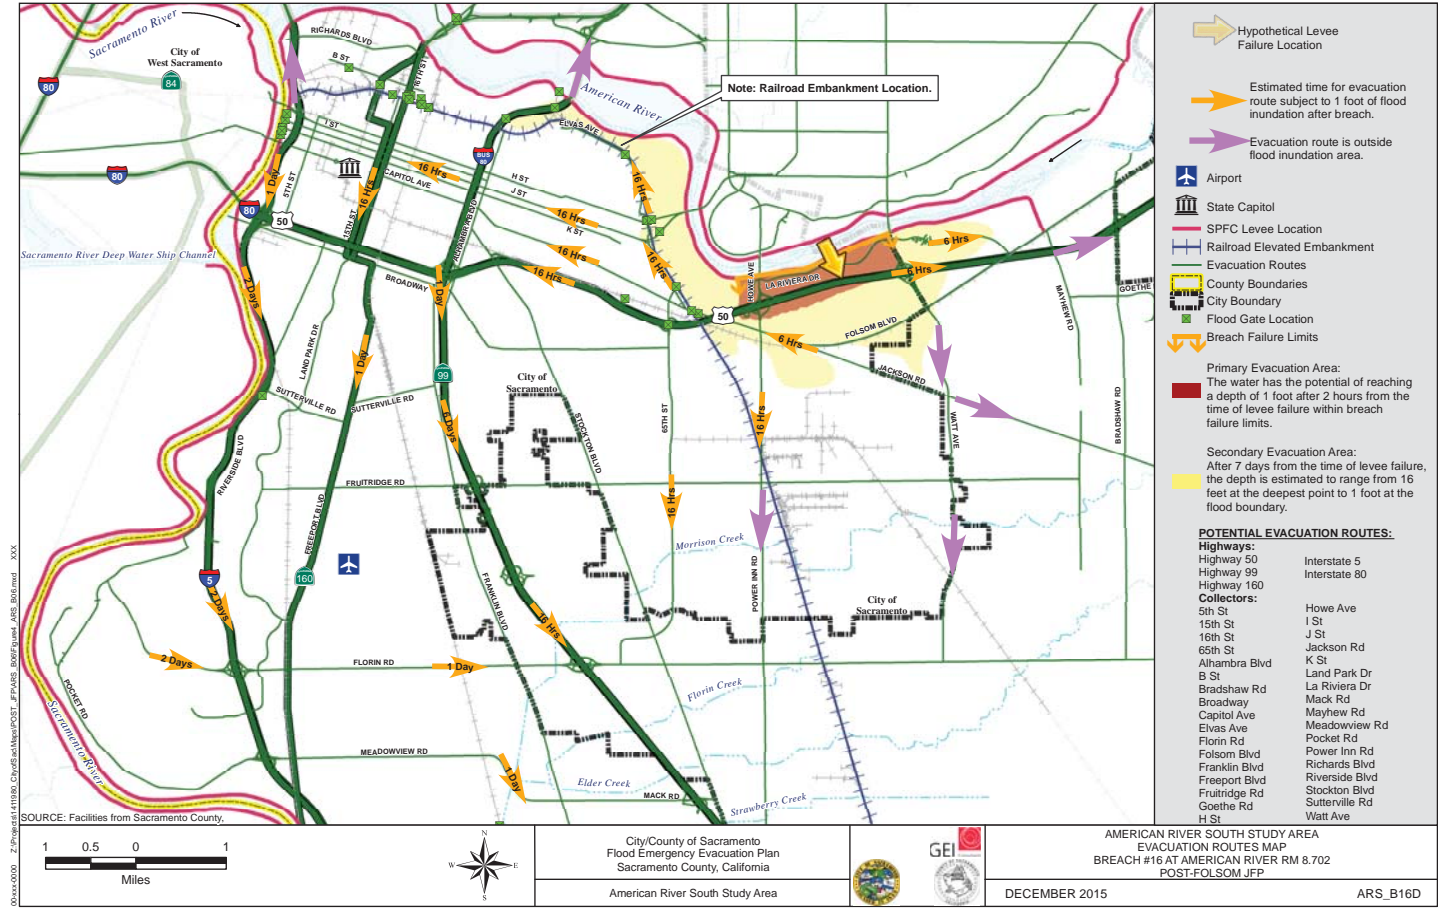 Sacramento River
City of
West Sacramento
84
80
80
80
RICHARDS BLVD
B ST
16TH ST
I ST
American River
Note: Railroad Embankment Location.
ELVAS AVE
BUS
80
5TH ST
1 Day
CAPITOL AVE
16 Hrs
16 Hrs
15TH ST
H ST
J ST
K ST
16 Hrs
16 Hrs
16 Hrs
16 Hrs
16 Hrs
ALHAMBRA BLVD
50
Sacramento River Deep Water Ship Channel
BROADWAY
2 Days
1 Day
HOWE AVE
LA RIVIERA DR
6 Hrs
6 Hrs
50
FOLSOM BLVD
6 Hrs
JACKSON RD
MAYHEW RD
GOETHE
LAND PARK DR
1 Day
99
City of
Sacramento
SUTTERVILLE RD
SUTTERVILLE RD
6 Days
STOCKTON BLVD
65TH ST
16 Hrs
WATT AVE
BRADSHAW RD
RIVERSIDE BLVD
FRUITRIDGE RD
16 Hrs
FREEPORT BLVD
Morrison Creek
5
160
2 Days
FRANKLIN BLVD
16 Hrs
POWER INN RD
City of
Sacramento
2 Days
FLORIN RD
1 Day
Florin Creek
POCKET RD
Sacramento River
MEADOWVIEW RD
1 Day
Elder Creek
MACK RD
Strawberry Creek
SOURCE: Facilities from Sacramento County,
Hypothetical Levee
Failure Location
Estimated time for evacuation
route subject to 1 foot of flood
inundation after breach.
Evacuation route is outside
flood inundation area.
Airport
State Capitol
SPFC Levee Location
Railroad Elevated Embankment
Evacuation Routes
County Boundaries
City Boundary
Flood Gate Location
Breach Failure Limits
Primary Evacuation Area:
The water has the potential of reaching
a depth of 1 foot after 2 hours from the
time of levee failure within breach
failure limits.
Secondary Evacuation Area:
After 7 days from the time of levee failure,
the depth is estimated to range from 16
feet at the deepest point to 1 foot at the
flood boundary.
POTENTIAL EVACUATION ROUTES:
Highways:
Highway 50
Highway 99
Highway 160
Interstate 5
Interstate 80
Collectors:
5th St
15th St
16th St
65th St
Alhambra Blvd
B St
Bradshaw Rd
Broadway
Capitol Ave
Elvas Ave
Florin Rd
Folsom Blvd
Franklin Blvd
Freeport Blvd
Fruitridge Rd
Goethe Rd
H St
Howe Ave
I St
J St
Jackson Rd
K St
Land Park Dr
La Riviera Dr
Mack Rd
Mayhew Rd
Meadowview Rd
Pocket Rd
Power Inn Rd
Richards Blvd
Riverside Blvd
Stockton Blvd
Sutterville Rd
Watt Ave
1 0.5 0 1
Miles
N
W E
S
City/County of Sacramento
Flood Emergency Evacuation Plan
Sacramento County, California
American River South Study Area
GEI
AMERICAN RIVER SOUTH STUDY AREA
EVACUATION ROUTES MAP
BREACH #16 AT AMERICAN RIVER RM 8.702
POST-FOLSOM JFP
DECEMBER 2015
ARS_B16D